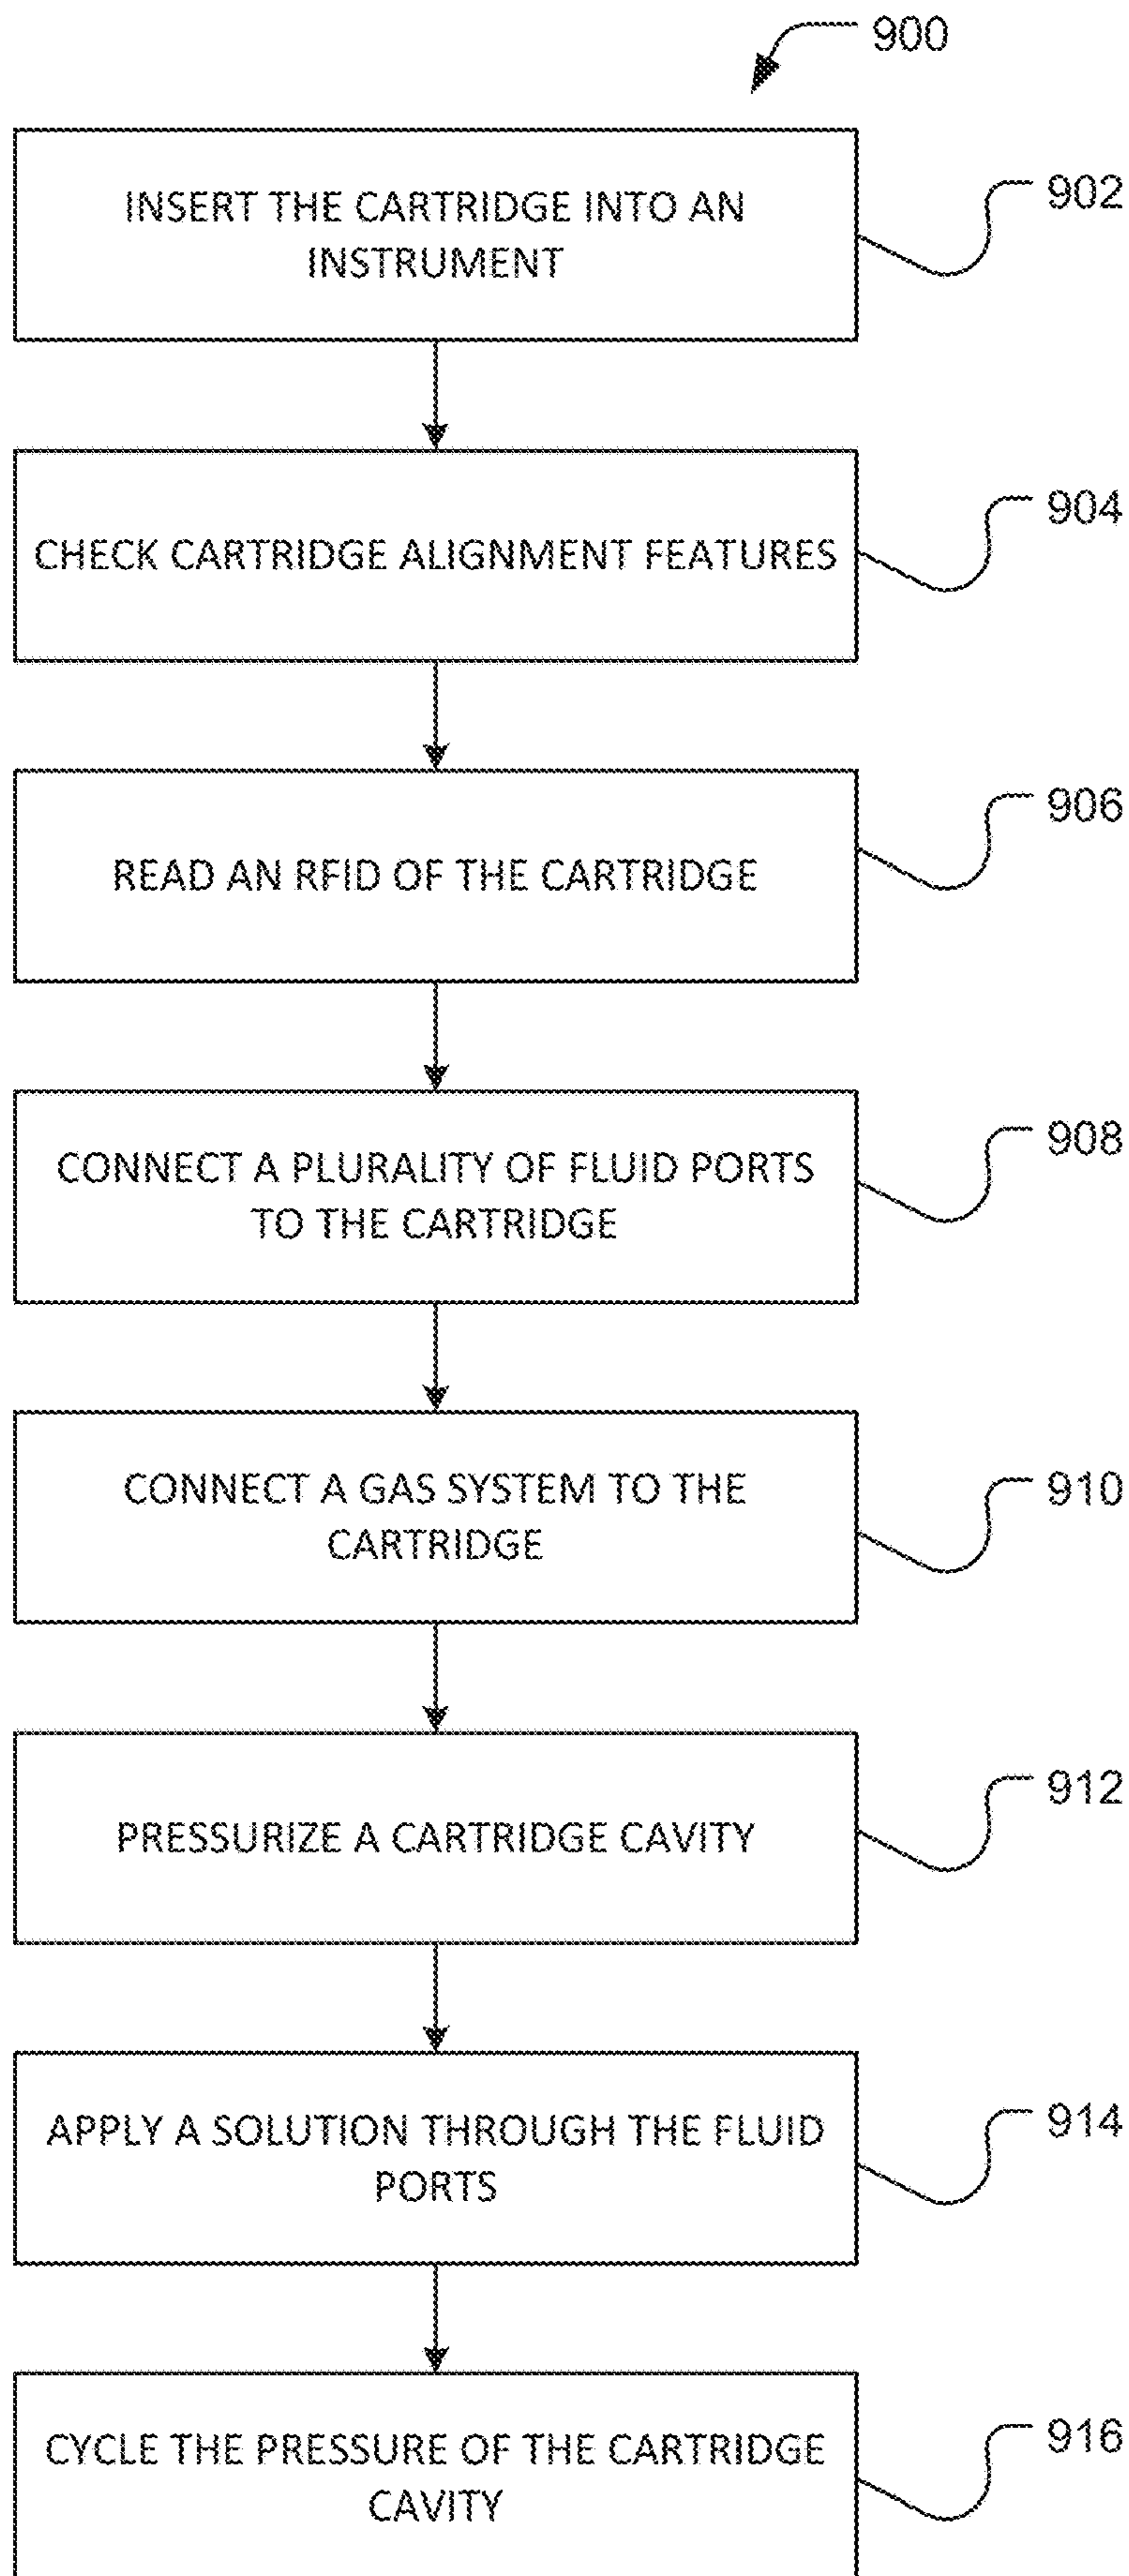 900
INSERT THE CARTRIDGE INTO AN
INSTRUMENT
902
CHECK CARTRIDGE ALIGNMENT FEATURES
904
READ AN RFID OF THE CARTRIDGE
906
CONNECT A PLURALITY OF FLUID PORTS
TO THE CARTRIDGE
908
CONNECT A GAS SYSTEM TO THE
CARTRIDGE
910
PRESSURIZE A CARTRIDGE CAVITY
912
APPLY A SOLUTION THROUGH THE FLUID
PORTS
914
CYCLE THE PRESSURE OF THE CARTRIDGE
CAVITY
916